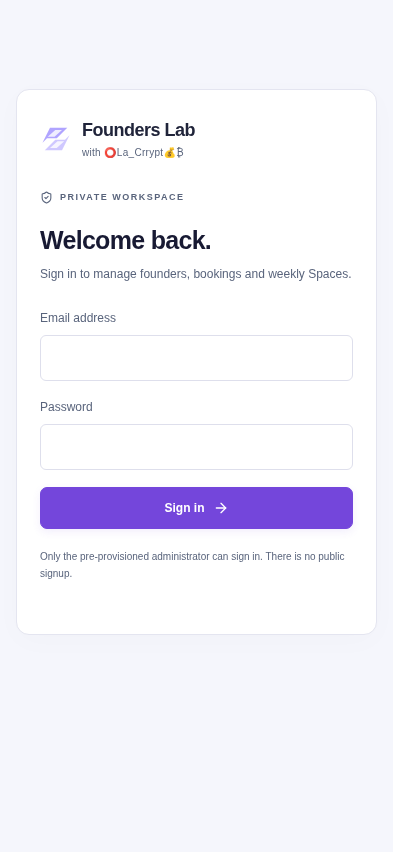 Founders Lab
with ⭕La_Crrypt💰₿
PRIVATE WORKSPACE
Welcome back.
Sign in to manage founders, bookings and weekly Spaces.
Email address
Password
Sign in →
Only the pre-provisioned administrator can sign in. There is no public
signup.